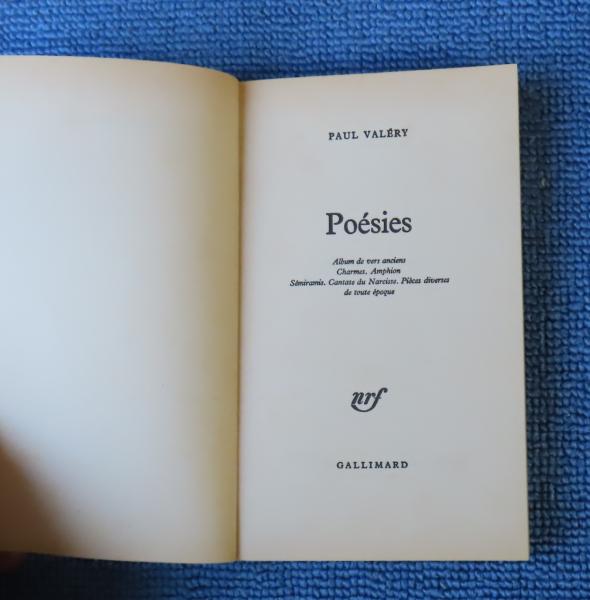 PAUL VALÉRY
Poésies
Album de vers anciens
Charmes. Amphion
Sémiramis. Cantate du Narcisse. Pièces diverses
de toute époque
nrf
GALLIMARD